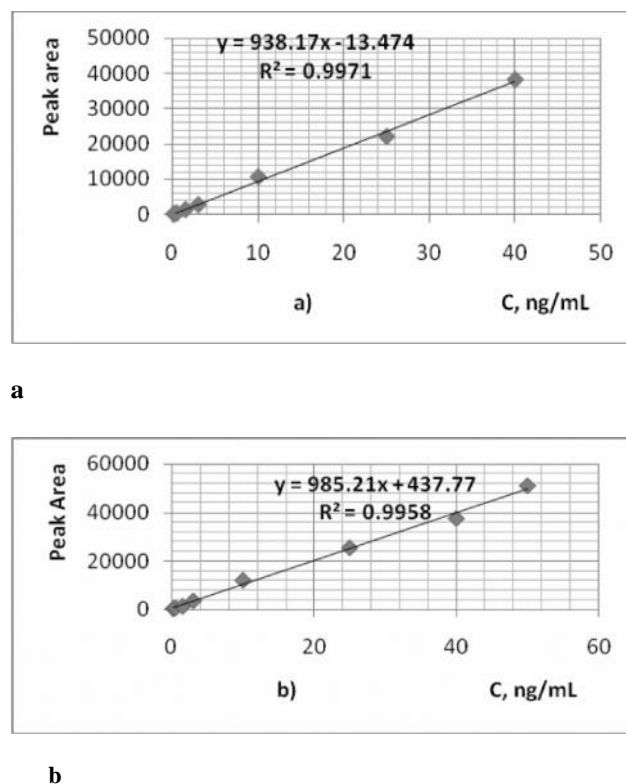 50000
y = 938.17x - 13.474
40000
R² = 0.9971
30000
20000
10000
0
Peak area
0 10 20 30 40 50
a) C, ng/mL
a
60000
y = 985.21x + 437.77
40000
R² = 0.9958
20000
0
Peak Area
0 20 40 60
b) C, ng/mL
b